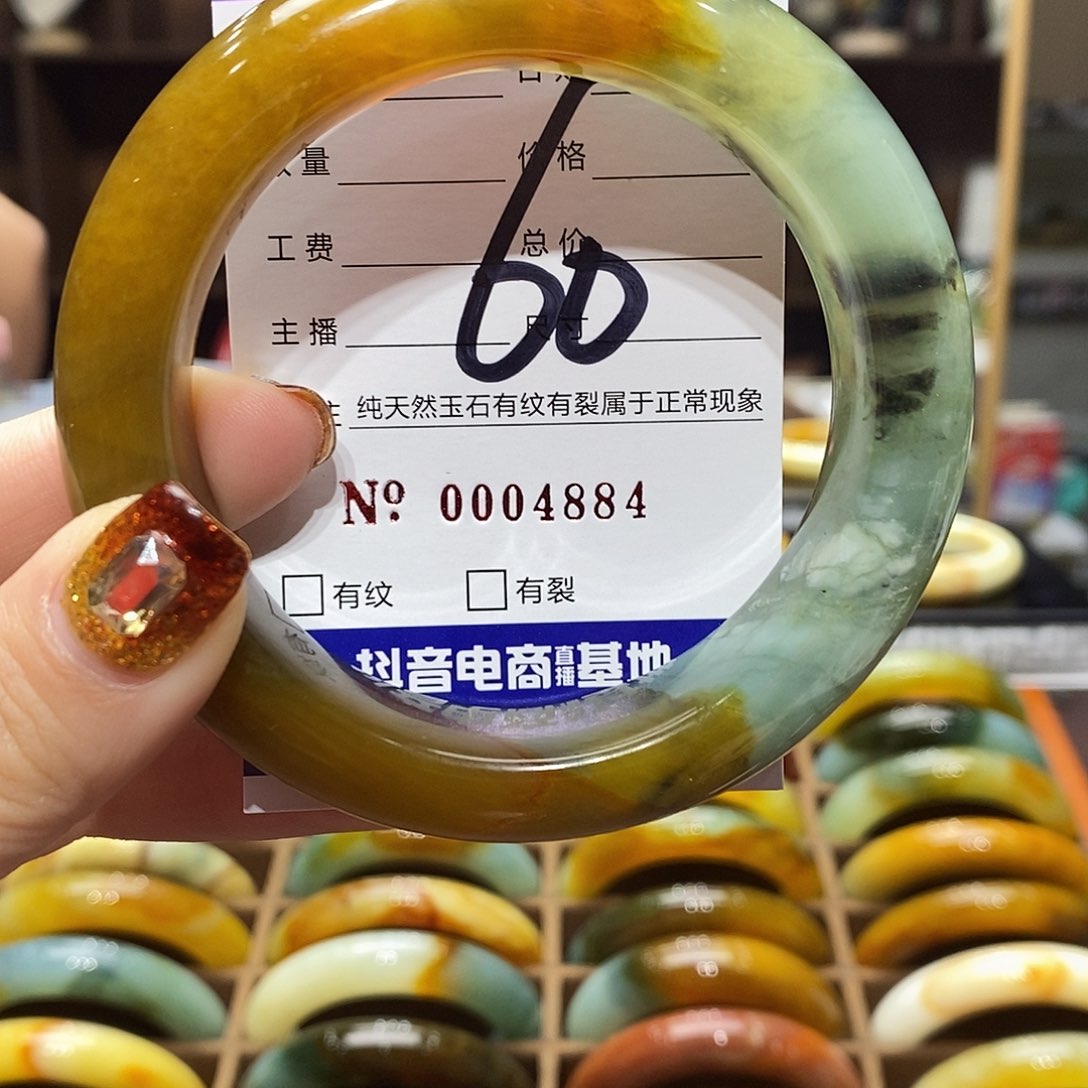 量 价格
工费 总价
主播 尺寸
60
纯天然玉石有纹有裂属于正常现象
Nº 0004884
有纹 有裂
抖音电商直播基地